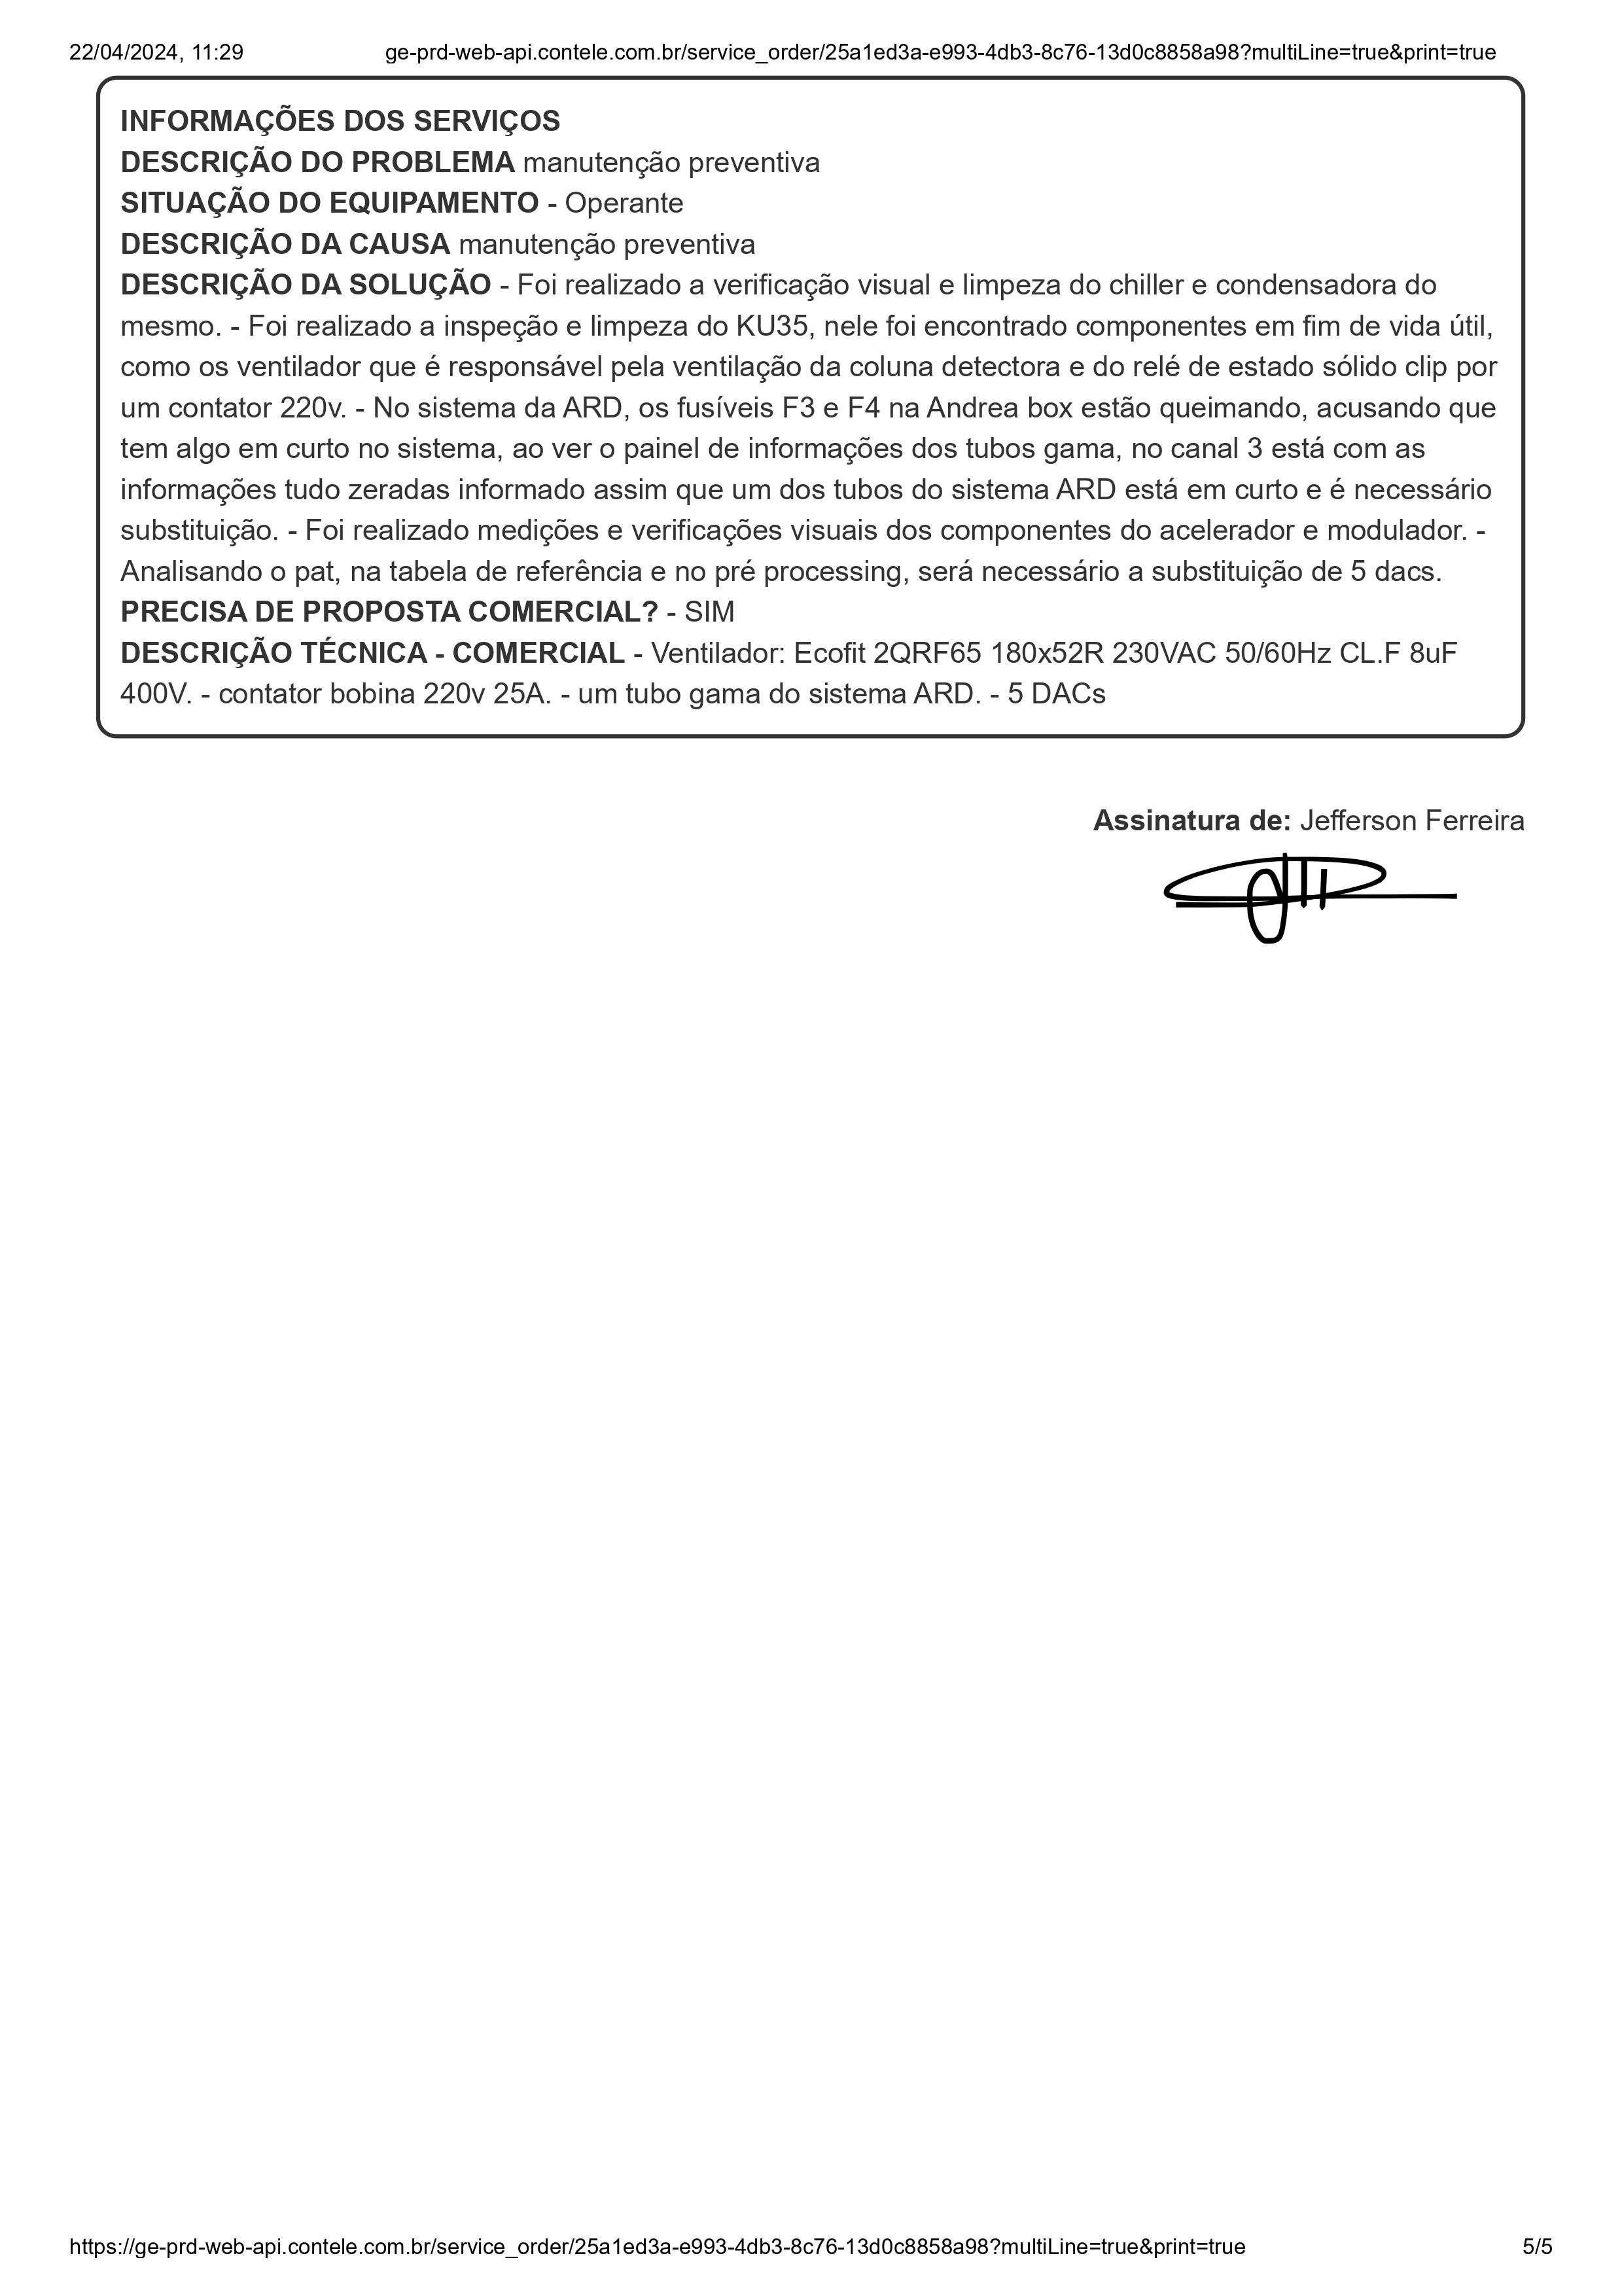 22/04/2024, 11:29 ge-prd-web-api.contele.com.br/service_order/25a1ed3a-e993-4db3-8c76-13d0c8858a98?multiLine=true&print=true
INFORMAÇÕES DOS SERVIÇOS
DESCRIÇÃO DO PROBLEMA manutenção preventiva
SITUAÇÃO DO EQUIPAMENTO - Operante
DESCRIÇÃO DA CAUSA manutenção preventiva
DESCRIÇÃO DA SOLUÇÃO - Foi realizado a verificação visual e limpeza do chiller e condensadora do
mesmo. - Foi realizado a inspeção e limpeza do KU35, nele foi encontrado componentes em fim de vida útil,
como os ventilador que é responsável pela ventilação da coluna detectora e do relé de estado sólido clip por
um contator 220v. - No sistema da ARD, os fusíveis F3 e F4 na Andrea box estão queimando, acusando que
tem algo em curto no sistema, ao ver o painel de informações dos tubos gama, no canal 3 está com as
informações tudo zeradas informado assim que um dos tubos do sistema ARD está em curto e é necessário
substituição. - Foi realizado medições e verificações visuais dos componentes do acelerador e modulador. -
Analisando o pat, na tabela de referência e no pré processing, será necessário a substituição de 5 dacs.
PRECISA DE PROPOSTA COMERCIAL? - SIM
DESCRIÇÃO TÉCNICA - COMERCIAL - Ventilador: Ecofit 2QRF65 180x52R 230VAC 50/60Hz CL.F 8uF
400V. - contator bobina 220v 25A. - um tubo gama do sistema ARD. - 5 DACs
Assinatura de: Jefferson Ferreira
https://ge-prd-web-api.contele.com.br/service_order/25a1ed3a-e993-4db3-8c76-13d0c8858a98?multiLine=true&print=true 5/5